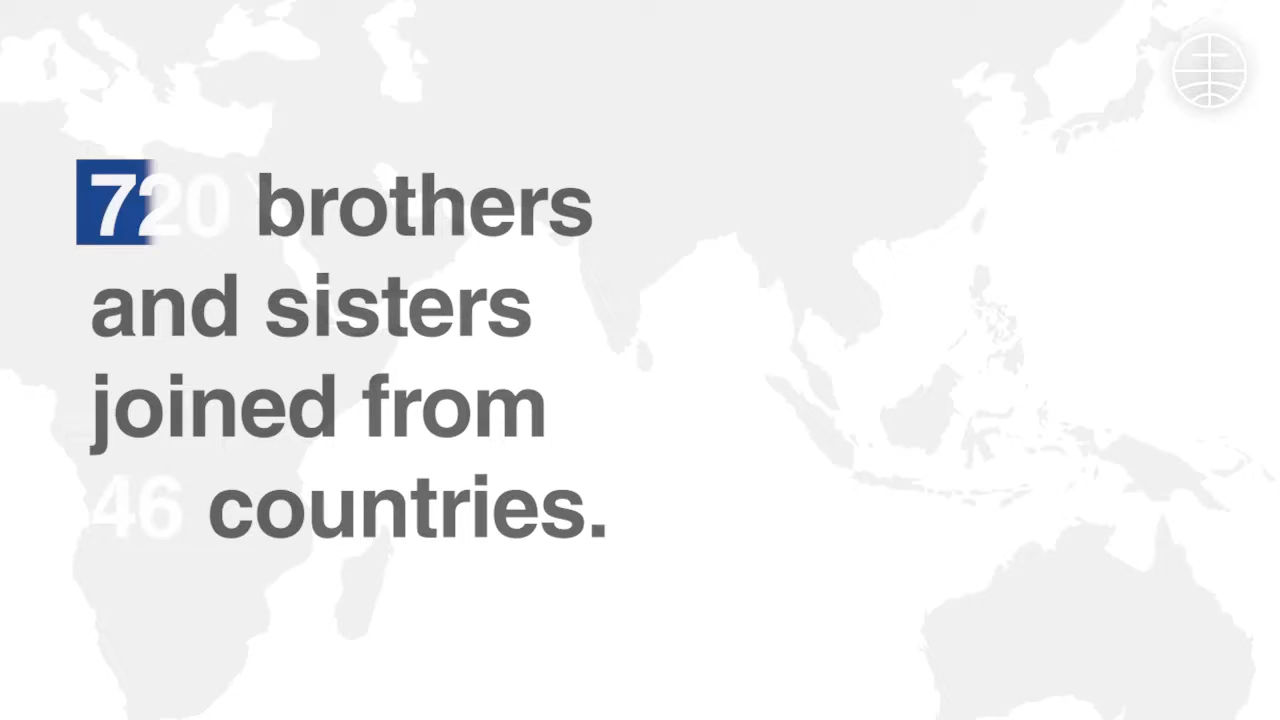 720 brothers
and sisters
joined from
46 countries.